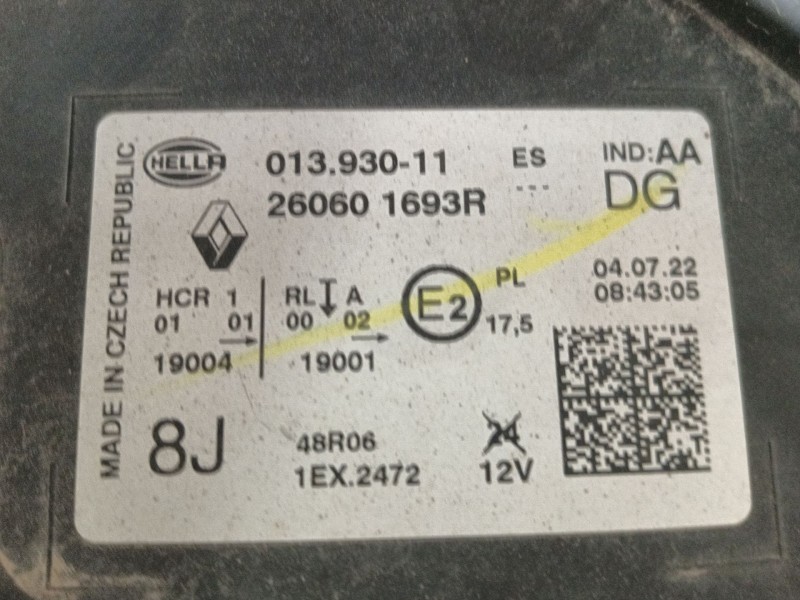 MADE IN CZECH REPUBLIC
HELLA
013.930-11
ES
IND:AA
26060 1693R
---
DG
HCR 1
RL A
E2
PL
04.07.22
01 01
00 02
17,5
08:43:05
19004
19001
8J
48R06
24
1EX.2472
12V